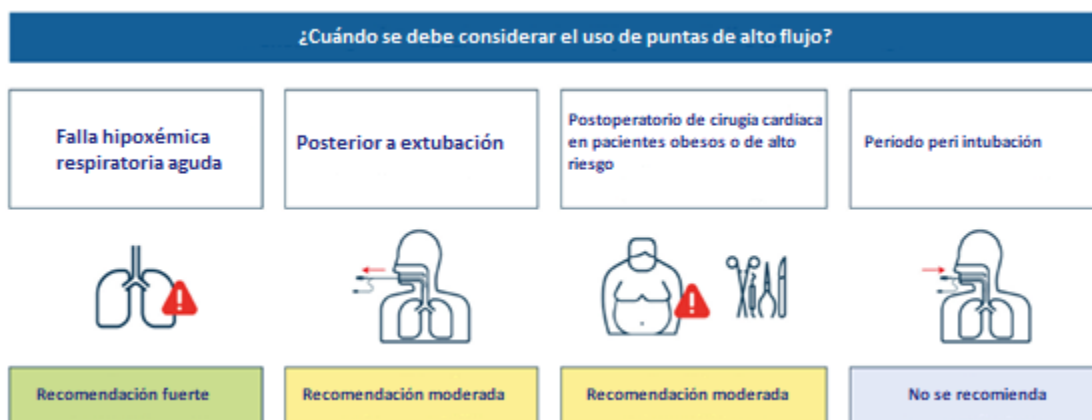 ¿Cuándo se debe considerar el uso de puntas de alto flujo?
Falla hipoxémica
respiratoria aguda
Posterior a extubación
Postoperatorio de cirugía cardíaca
en pacientes obesos o de alto
riesgo
Periodo peri intubación
Recomendación fuerte
Recomendación moderada
Recomendación moderada
No se recomienda